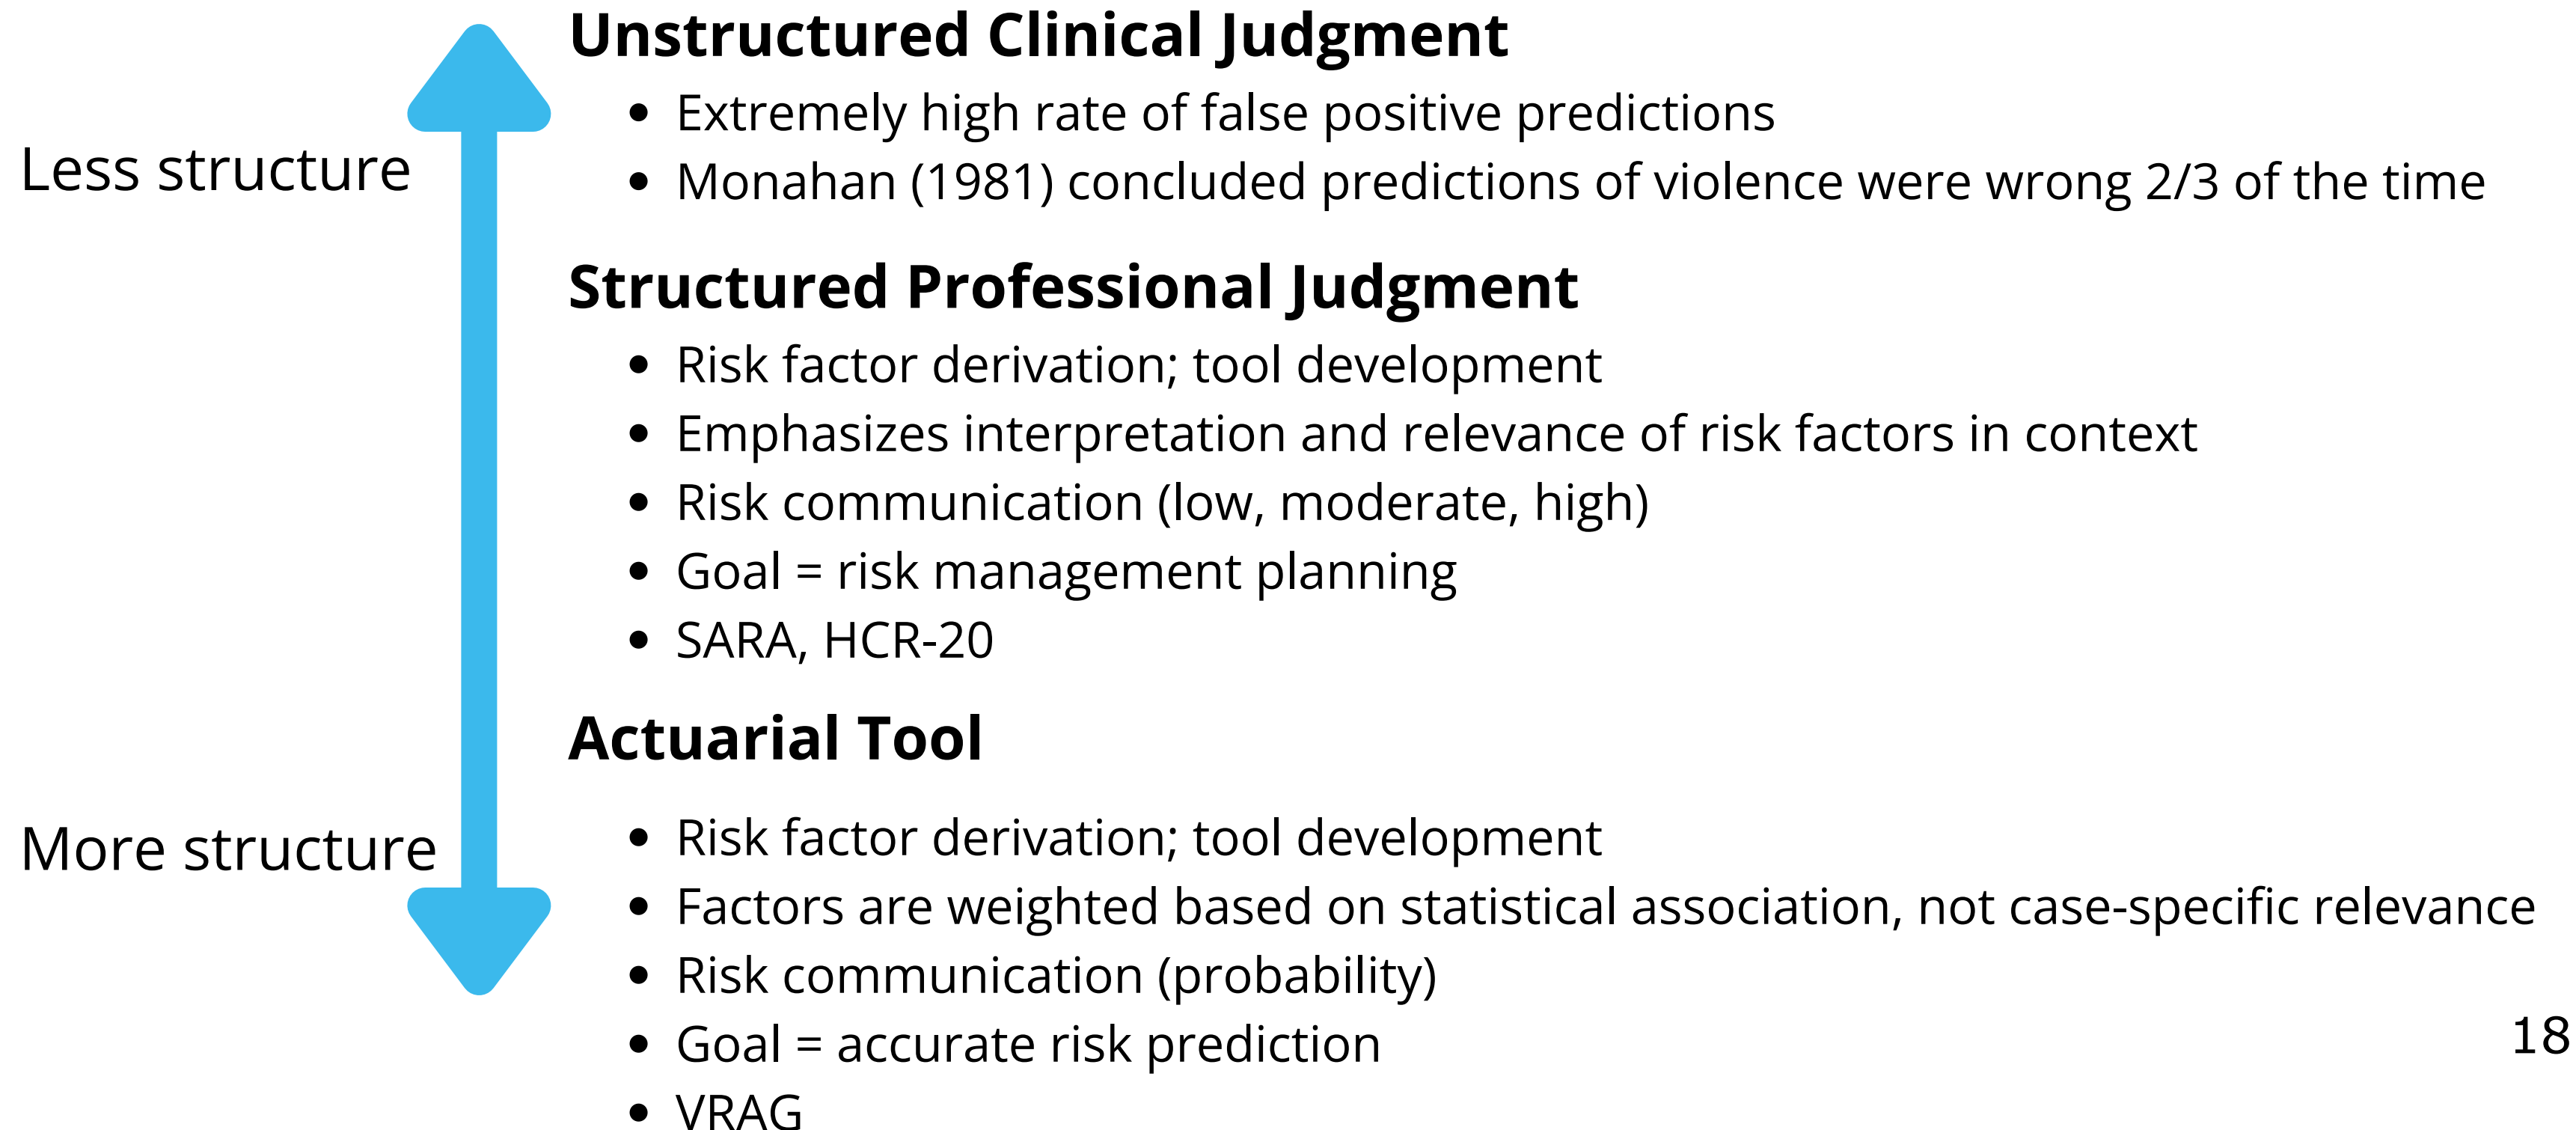 Unstructured Clinical Judgment
• Extremely high rate of false positive predictions
Less structure
• Monahan (1981) concluded predictions of violence were wrong 2/3 of the time
Structured Professional Judgment
• Risk factor derivation; tool development
• Emphasizes interpretation and relevance of risk factors in context
• Risk communication (low, moderate, high)
• Goal = risk management planning
• SARA, HCR-20
Actuarial Tool
• Risk factor derivation; tool development
More structure
• Factors are weighted based on statistical association, not case-specific relevance
• Risk communication (probability)
• Goal = accurate risk prediction
18
• VRAG